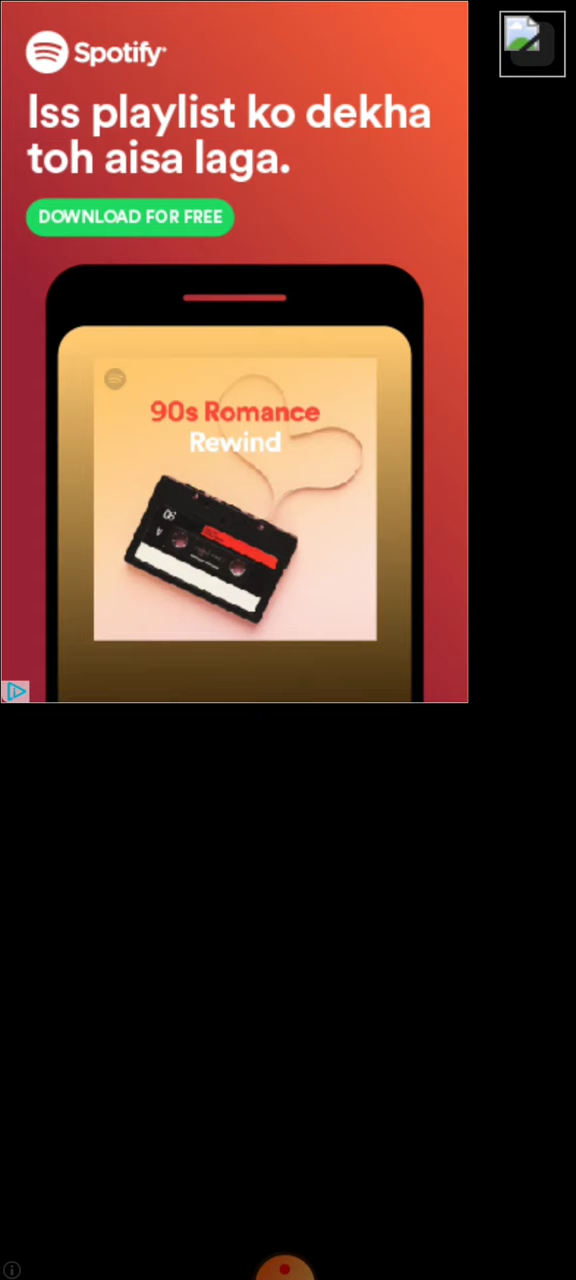 Spotify
Iss playlist ko dekha
toh aisa laga.
DOWNLOAD FOR FREE
90s Romance
Rewind